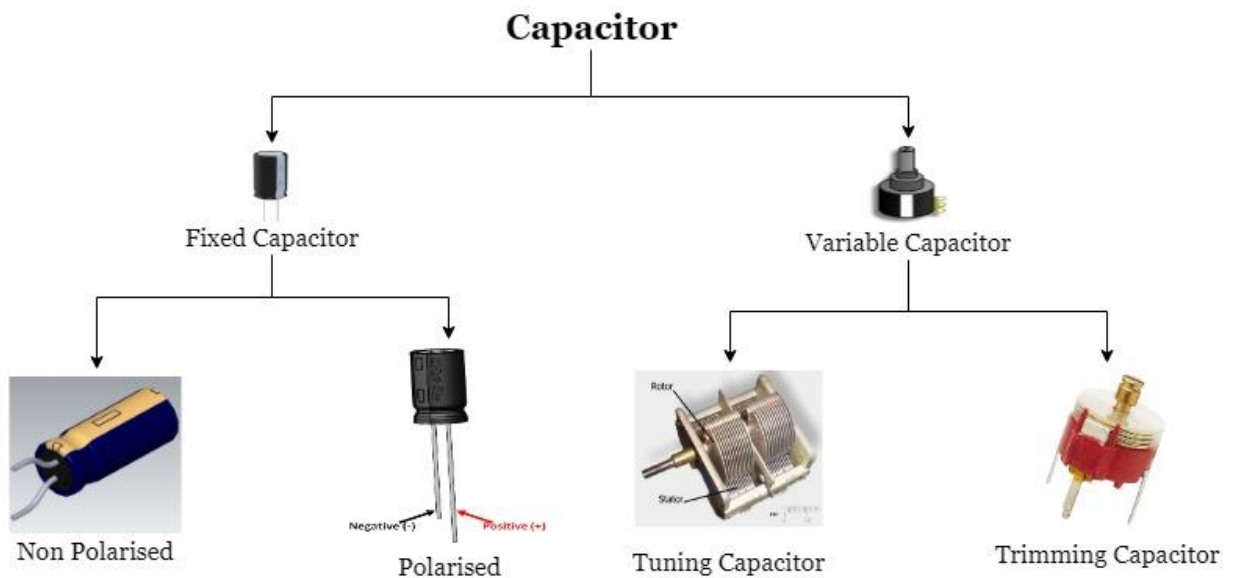 Capacitor
Fixed Capacitor
Variable Capacitor
Non Polarised
Negative (-)
Positive (+)
Polarised
Rotor
Stator
Tuning Capacitor
Trimming Capacitor